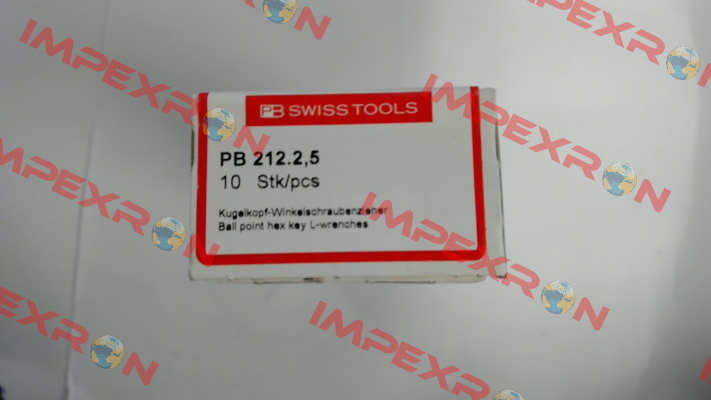 PB SWISS TOOLS
PB 212.2,5
10 Stk/pcs
Kugelkopf-Winkelschraubenzieher
Ball point hex key L-wrenches
IMPEXRON
IMPEXRON
IMPEXRON
IMPEXRON
IMPEXRON
IMPEXRON
IMPEXRON